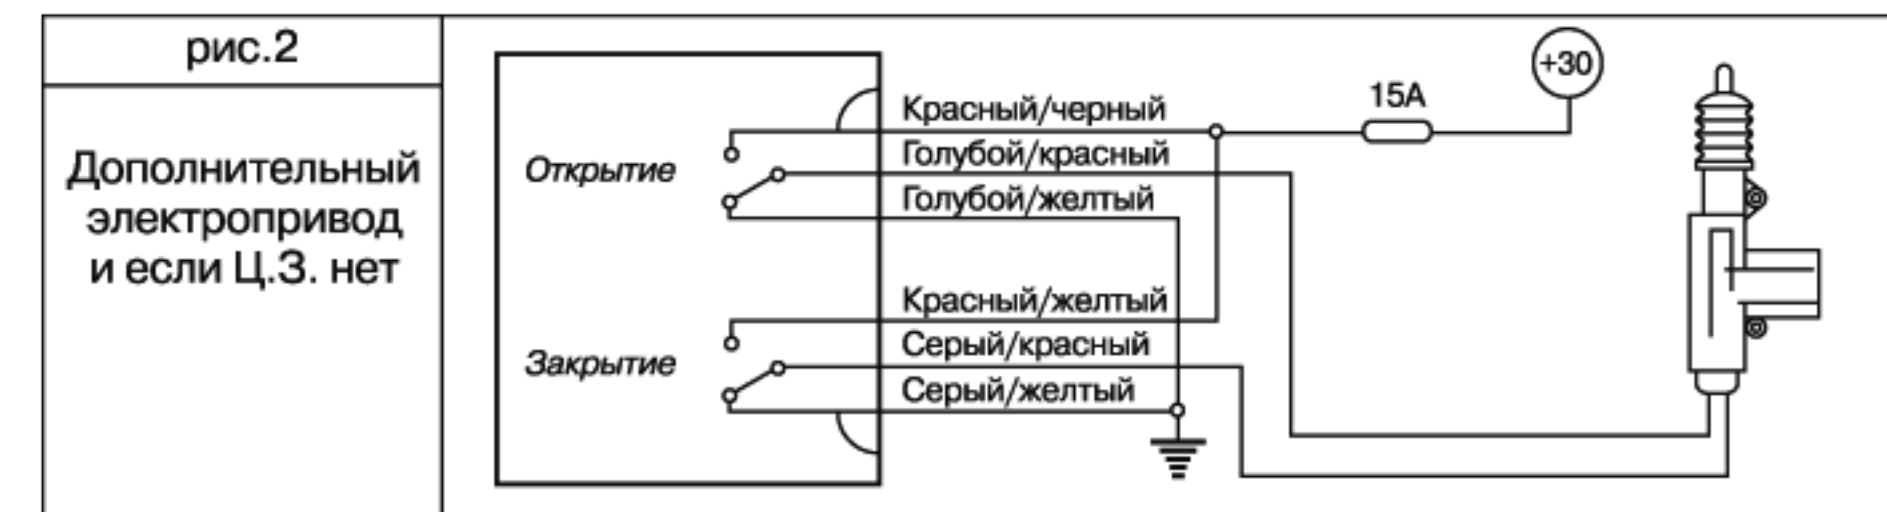 рис.2
Дополнительный
электропривод
и если Ц.З. нет
Открытие
Закрытие
Красный/черный
Голубой/красный
Голубой/желтый
Красный/желтый
Серый/красный
Серый/желтый
15А
+30